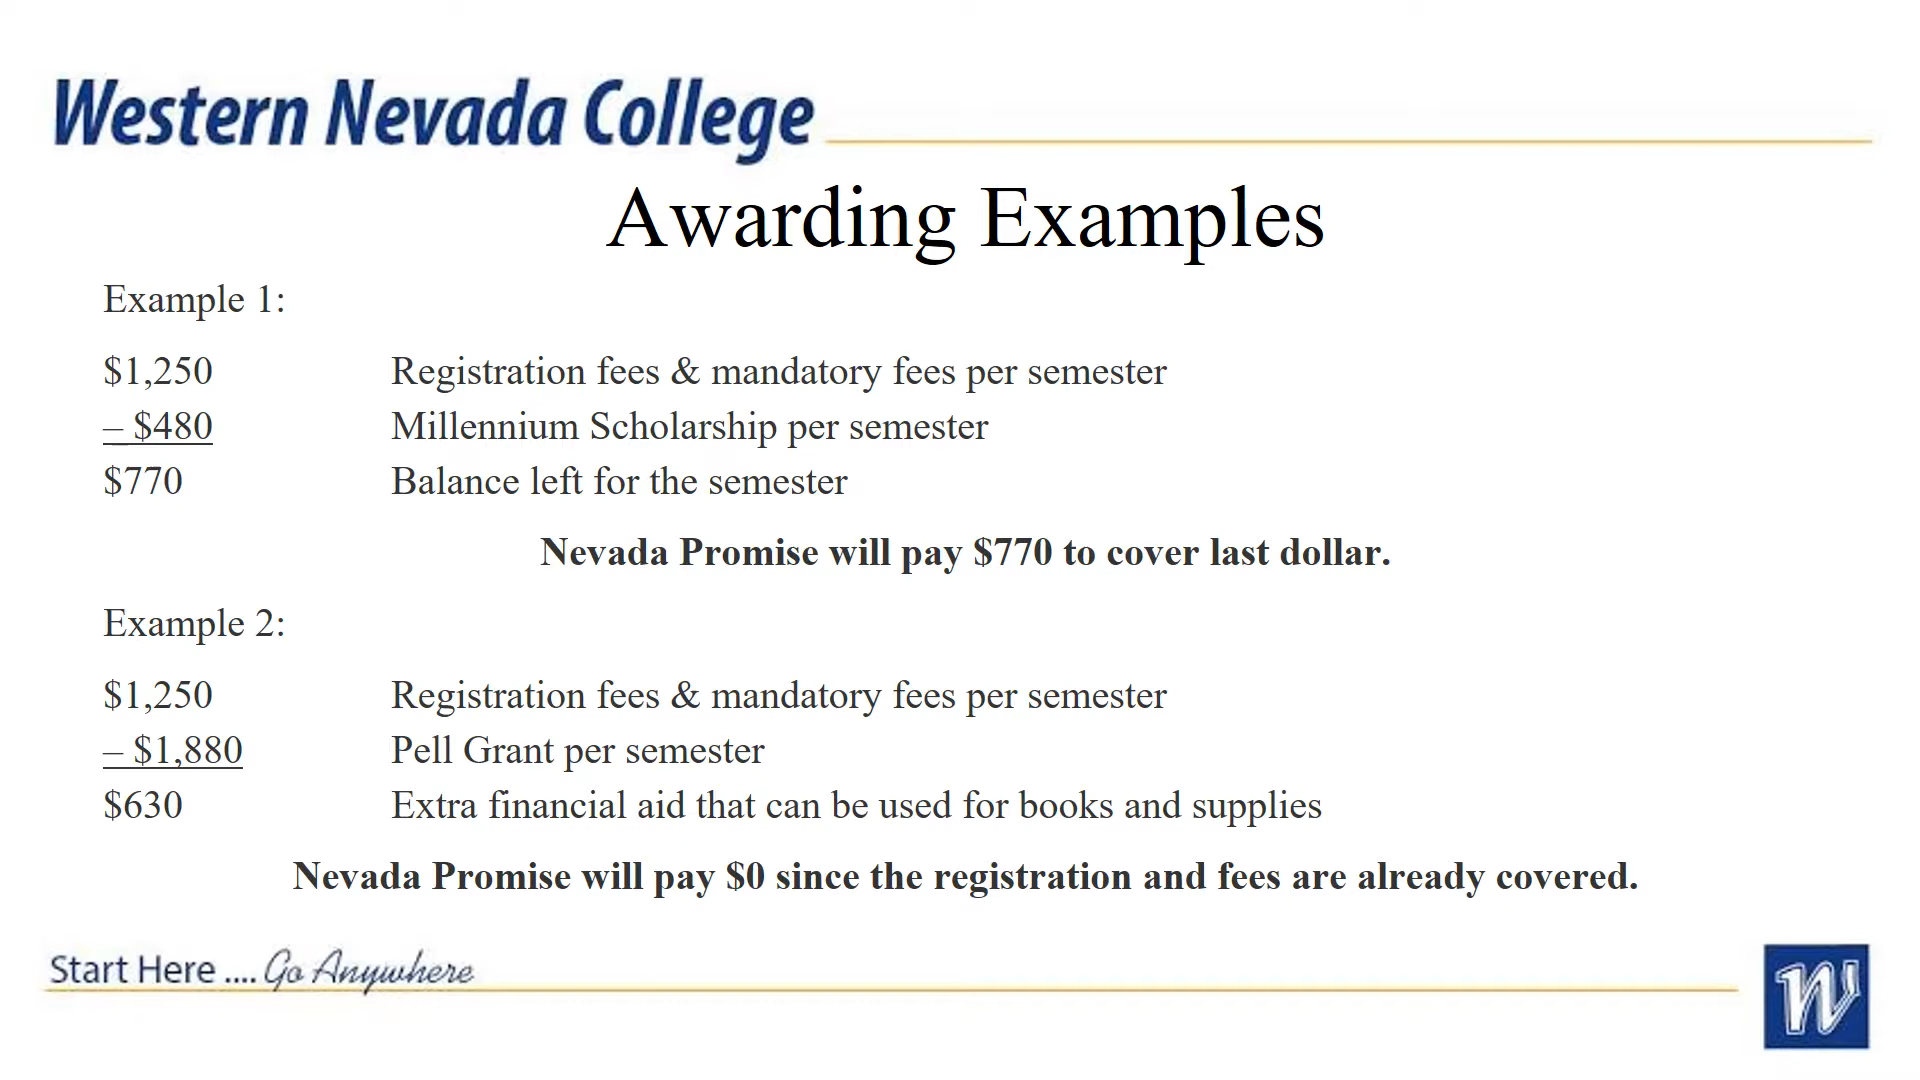 Western Nevada College
Awarding Examples
Example 1:
$1,250 Registration fees & mandatory fees per semester
– $480 Millennium Scholarship per semester
$770 Balance left for the semester
Nevada Promise will pay $770 to cover last dollar.
Example 2:
$1,250 Registration fees & mandatory fees per semester
– $1,880 Pell Grant per semester
$630 Extra financial aid that can be used for books and supplies
Nevada Promise will pay $0 since the registration and fees are already covered.
Start Here .... Go Anywhere
W